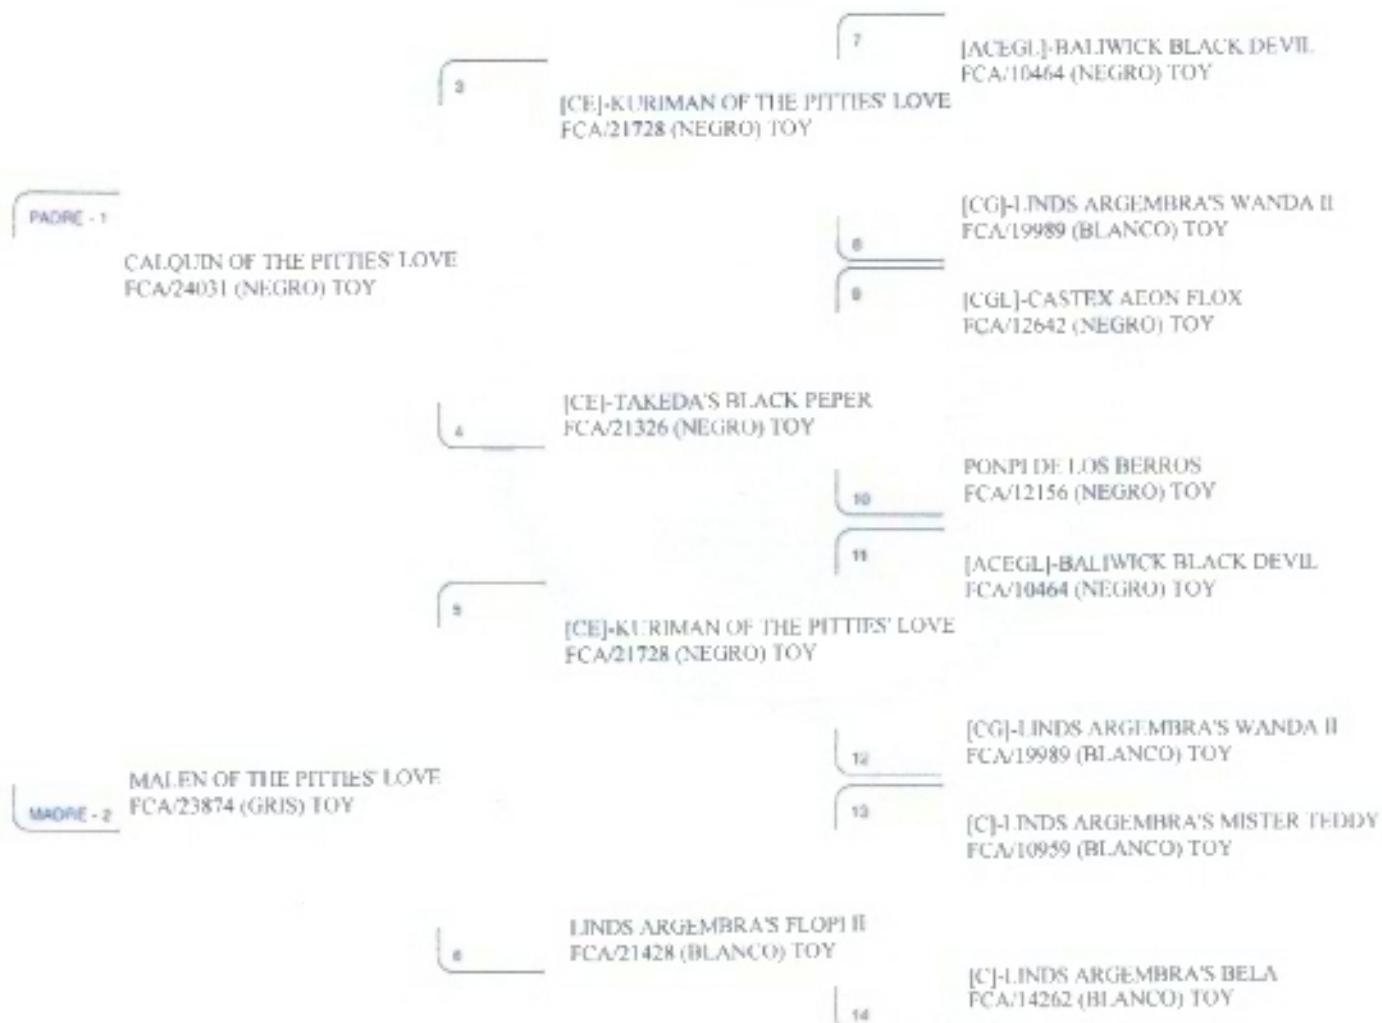 7
[ACEGL]-BALIWICK BLACK DEVIL
FCA/10464 (NEGRO) TOY
3
[CE]-KURIMAN OF THE PITTIES' LOVE
FCA/21728 (NEGRO) TOY
PADRE - 1
CALQUIN OF THE PITTIES' LOVE
FCA/24031 (NEGRO) TOY
8
[CG]-LINDS ARGEMBRA'S WANDA II
FCA/19989 (BLANCO) TOY
9
[CGL]-CASTEX AEON FLOX
FCA/12642 (NEGRO) TOY
4
[CE]-TAKEDA'S BLACK PEPER
FCA/21326 (NEGRO) TOY
10
PONPI DE LOS BERROS
FCA/12156 (NEGRO) TOY
11
[ACEGL]-BALIWICK BLACK DEVIL
FCA/10464 (NEGRO) TOY
5
[CE]-KURIMAN OF THE PITTIES' LOVE
FCA/21728 (NEGRO) TOY
MADRE - 2
MALEN OF THE PITTIES' LOVE
FCA/23874 (GRIS) TOY
12
[CG]-LINDS ARGEMBRA'S WANDA II
FCA/19989 (BLANCO) TOY
13
[C]-LINDS ARGEMBRA'S MISTER TEDDY
FCA/10959 (BLANCO) TOY
6
LINDS ARGEMBRA'S FLOPI II
FCA/21428 (BLANCO) TOY
14
[C]-LINDS ARGEMBRA'S BELA
FCA/14262 (BLANCO) TOY